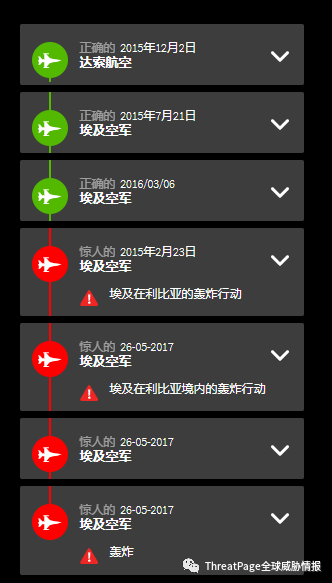 正确的 2015年12月2日
达索航空
正确的 2015年7月21日
埃及空军
正确的 2016/03/06
埃及空军
惊人的 2015年2月23日
埃及空军
埃及在利比亚的轰炸行动
惊人的 26-05-2017
埃及空军
埃及在利比亚境内的轰炸行动
惊人的 26-05-2017
埃及空军
惊人的 26-05-2017
埃及空军
轰炸
ThreatPage全球威胁情报